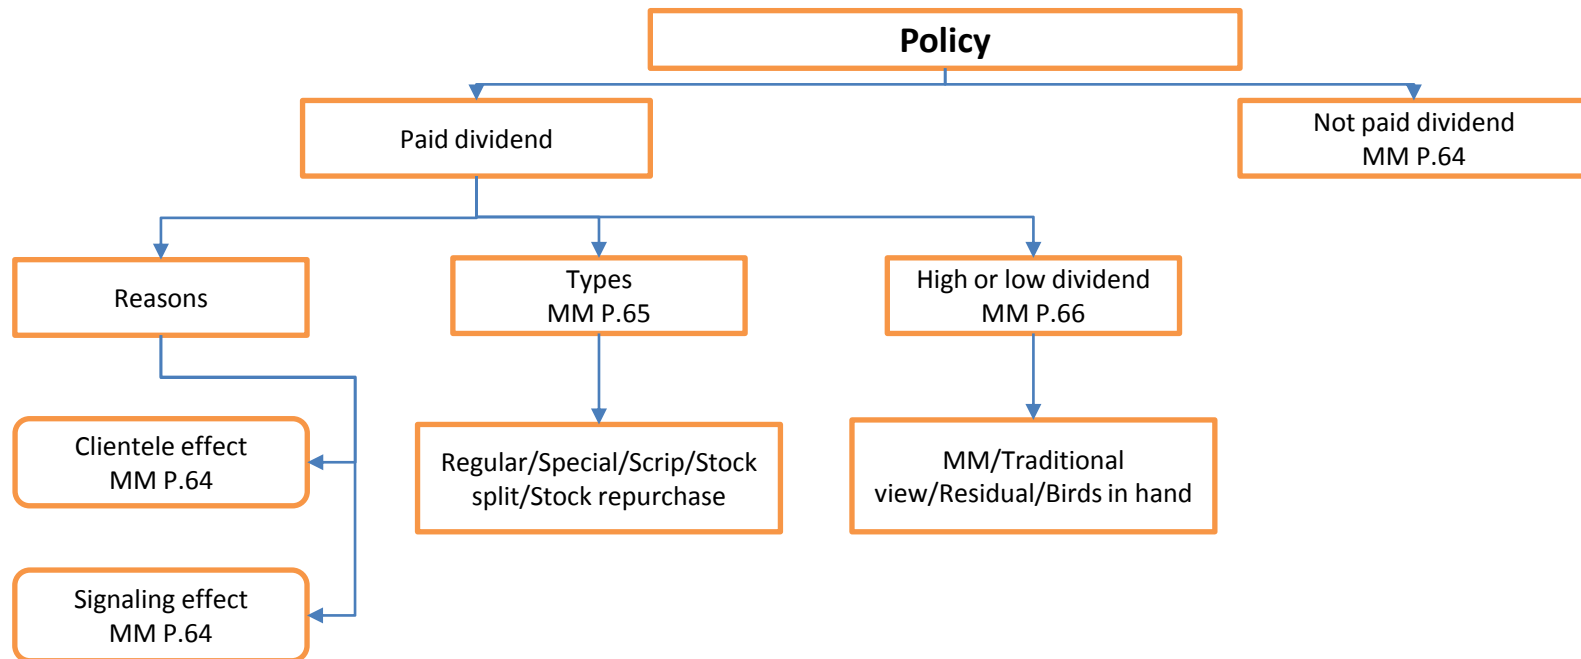 Policy
Paid dividend
Not paid dividend
MM P.64
Reasons
Types
MM P.65
High or low dividend
MM P.66
Clientele effect
MM P.64
Regular/Special/Scrip/Stock
split/Stock repurchase
MM/Traditional
view/Residual/Birds in hand
Signaling effect
MM P.64